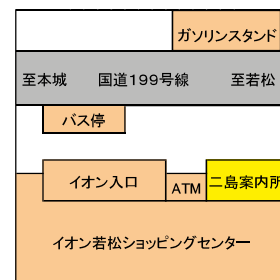 ガソリンスタンド
至本城 国道199号線 至若松
バス停
イオン入口
ATM
二島案内所
イオン若松ショッピングセンター